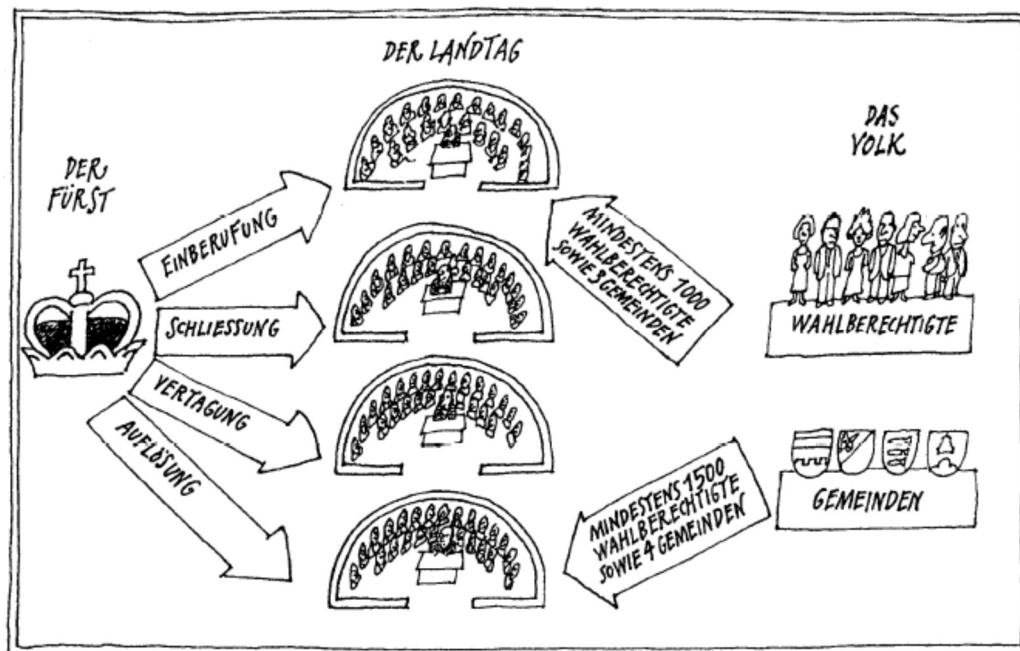 DER LANDTAG
DER
FÜRST
DAS
VOLK
EINBERUFUNG
SCHLIESSUNG
VERTAGUNG
AUFLÖSUNG
MINDESTENS 1000
WAHLBERECHTIGTE
SOWIE 3 GEMEINDEN
WAHLBERECHTIGTE
MINDESTENS 1500
WAHLBERECHTIGTE
SOWIE 4 GEMEINDEN
GEMEINDEN